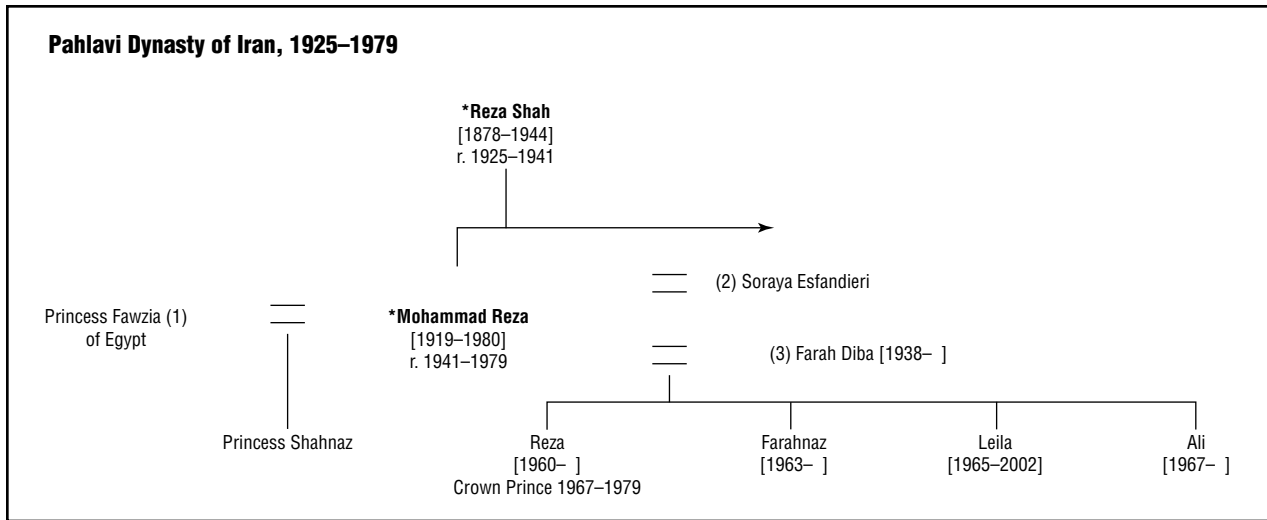 Pahlavi Dynasty of Iran, 1925–1979
*Reza Shah
[1878–1944]
r. 1925–1941
(2) Soraya Esfandieri
Princess Fawzia (1)
of Egypt
*Mohammad Reza
[1919–1980]
r. 1941–1979
(3) Farah Diba [1938– ]
Princess Shahnaz
Reza
[1960– ]
Crown Prince 1967–1979
Farahnaz
[1963– ]
Leila
[1965–2002]
Ali
[1967– ]